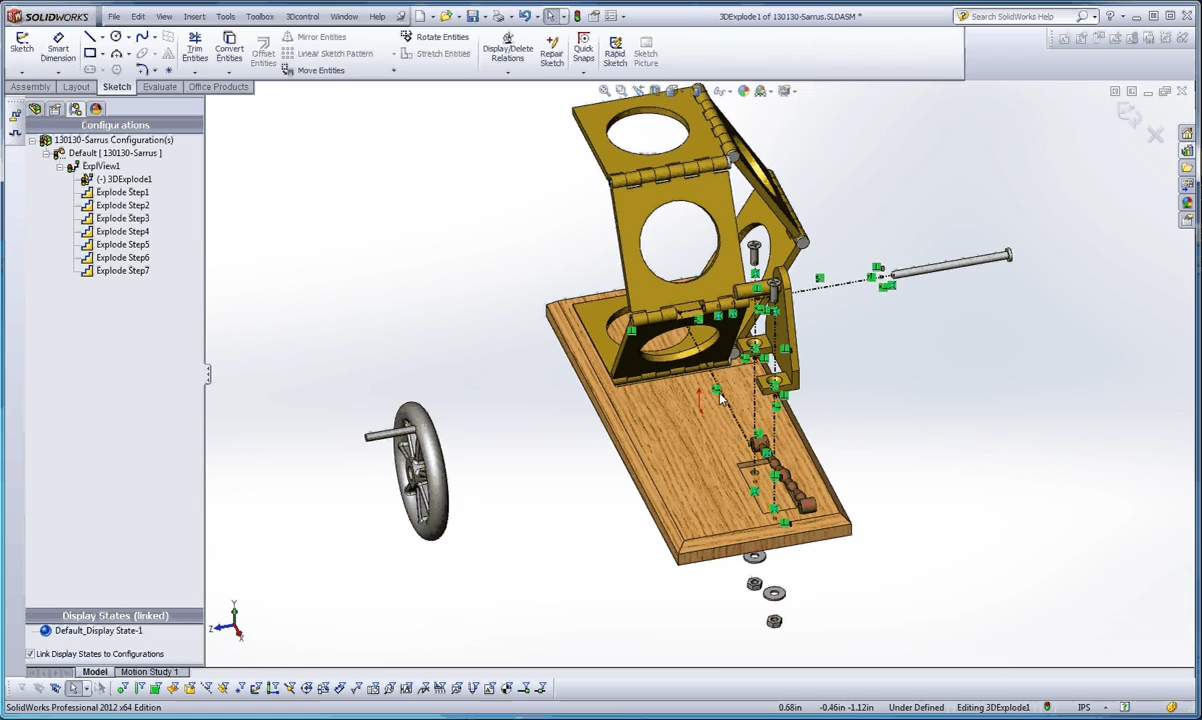 SOLIDWORKS File Edit View Insert Tools Toolbox 3Dcontrol Window Help 3DExplode1 of 130130-Sarrus.SLDASM * Search SolidWorks Help
Sketch Smart Dimension Trim Entities Convert Entities Offset Entities Mirror Entities Linear Sketch Pattern Move Entities Rotate Entities Stretch Entities Display/Delete Relations Repair Sketch Quick Snaps Rapid Sketch Sketch Picture
Assembly Layout Sketch Evaluate Office Products
Configurations
130130-Sarrus Configuration(s)
Default [ 130130-Sarrus ]
ExplView1
(-) 3DExplode1
Explode Step1
Explode Step2
Explode Step3
Explode Step4
Explode Step5
Explode Step6
Explode Step7
Y
Z
X
Display States (linked)
Default_Display State-1
Link Display States to Configurations
Model Motion Study 1
SolidWorks Professional 2012 x64 Edition 0.68in -0.46in -1.12in Under Defined Editing 3DExplode1 IPS